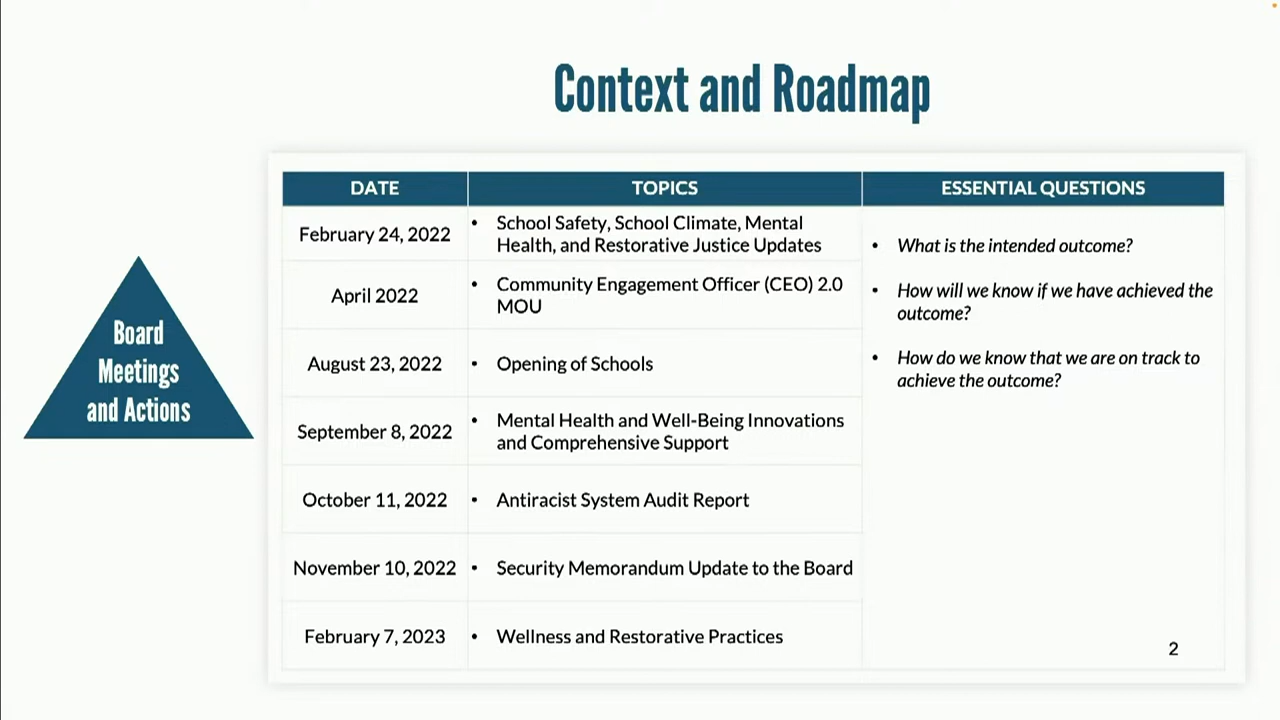 Context and Roadmap
Board
Meetings
and Actions
DATE
TOPICS
ESSENTIAL QUESTIONS
February 24, 2022
• School Safety, School Climate, Mental
Health, and Restorative Justice Updates
April 2022
• Community Engagement Officer (CEO) 2.0
MOU
August 23, 2022
• Opening of Schools
September 8, 2022
• Mental Health and Well-Being Innovations
and Comprehensive Support
October 11, 2022
• Antiracist System Audit Report
November 10, 2022
• Security Memorandum Update to the Board
February 7, 2023
• Wellness and Restorative Practices
• What is the intended outcome?
• How will we know if we have achieved the
outcome?
• How do we know that we are on track to
achieve the outcome?
2